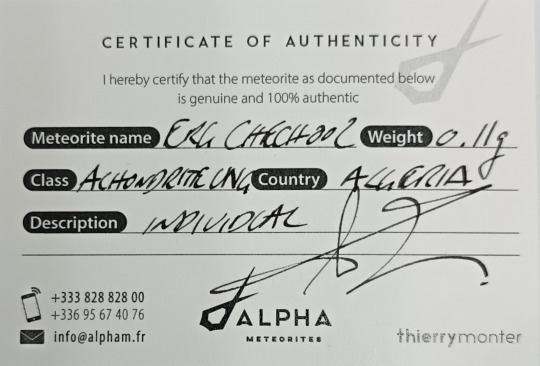 CERTIFICATE OF AUTHENTICITY
I hereby certify that the meteorite as documented below
is genuine and 100% authentic
Meteorite name ERG CHECH 002 Weight 0.11g
Class ACHONDRITE UNG Country ALGERIA
Description INDIVIDUAL
+333 828 828 00
+336 95 67 40 76
info@alpham.fr
ALPHA
METEORITES
thierrymonter